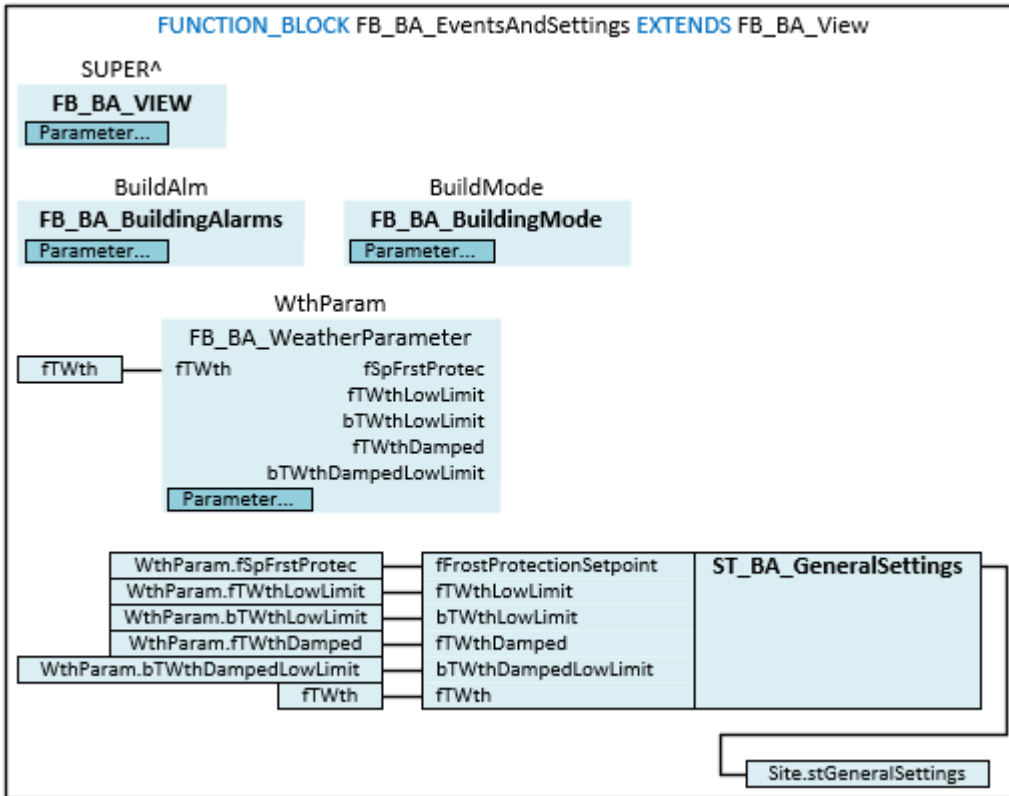 FUNCTION_BLOCK FB_BA_EventsAndSettings EXTENDS FB_BA_View
SUPER^
FB_BA_VIEW
Parameter...
BuildAlm BuildMode
FB_BA_BuildingAlarms FB_BA_BuildingMode
Parameter... Parameter...
WthParam
FB_BA_WeatherParameter
fTWth fTWth fSpFrstProtec
fTWthLowLimit
bTWthLowLimit
fTWthDamped
bTWthDampedLowLimit
Parameter...
WthParam.fSpFrstProtec fFrostProtectionSetpoint ST_BA_GeneralSettings
WthParam.fTWthLowLimit fTWthLowLimit
WthParam.bTWthLowLimit bTWthLowLimit
WthParam.fTWthDamped fTWthDamped
WthParam.bTWthDampedLowLimit bTWthDampedLowLimit
fTWth fTWth
Site.stGeneralSettings